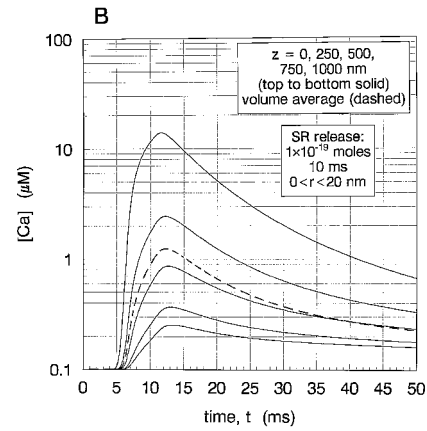 B
100
z = 0, 250, 500,
750, 1000 nm
(top to bottom solid)
volume average (dashed)
SR release:
1×10⁻¹⁹ moles
10 ms
0<r<20 nm
10
[Ca] (μM)
1
0.1
0 5 10 15 20 25 30 35 40 45 50
time, t (ms)